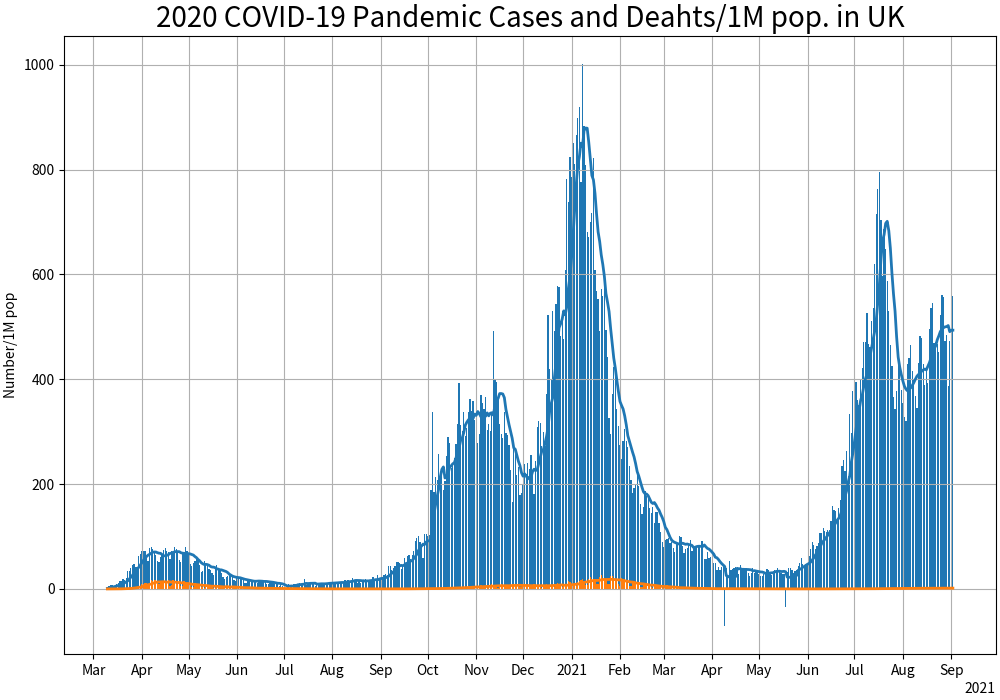 2020 COVID-19 Pandemic Cases and Deahts/1M pop. in UK
Number/1M pop
1000
800
600
400
200
0
Mar Apr May Jun Jul Aug Sep Oct Nov Dec 2021 Feb Mar Apr May Jun Jul Aug Sep
2021